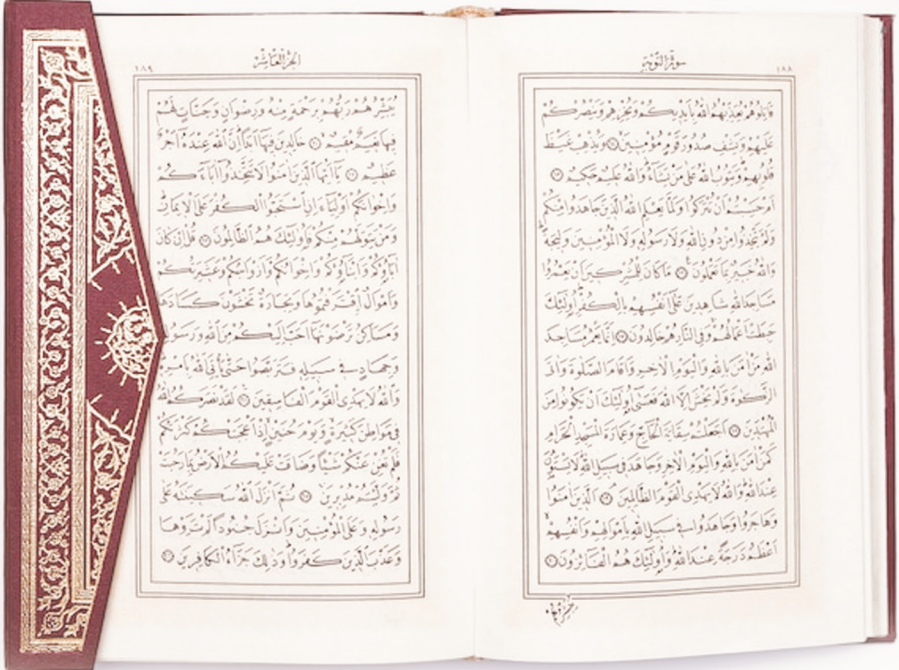 سورة التوبة ١٨٨
قاتلوهم يعذبهم الله بأيديكم ويخزهم وينصركم
عليهم ويشف صدور قوم مؤمنين ويذهب غيظ
قلوبهم ويتوب الله على من يشاء والله عليم حكيم
أم حسبتم أن تتركوا ولما يعلم الله الذين جاهدوا منكم
ولم يتخذوا من دون الله ولا رسوله ولا المؤمنين وليجة
والله خبير بما تعملون ما كان للمشركين أن يعمروا
مساجد الله شاهدين على أنفسهم بالكفر أولئك
حبطت أعمالهم وفي النار هم خالدون إنما يعمر مساجد
الله من آمن بالله واليوم الآخر وأقام الصلوة وآتى
الزكوة ولم يخش إلا الله فعسى أولئك أن يكونوا من
المهتدين أجعلتم سقاية الحاج وعمارة المسجد الحرام
كمن آمن بالله واليوم الآخر وجاهد في سبيل الله لا يستوون
عند الله والله لا يهدي القوم الظالمين الذين آمنوا
وهاجروا وجاهدوا في سبيل الله بأموالهم وأنفسهم
أعظم درجة عند الله وأولئك هم الفائزون
الجزء العاشر ١٨٩
يبشرهم ربهم برحمة منه ورضوان وجنات لهم
فيها نعيم مقيم خالدين فيها أبدا إن الله عنده أجر
عظيم يا أيها الذين آمنوا لا تتخذوا آباءكم
وإخوانكم أولياء إن استحبوا الكفر على الإيمان
ومن يتولهم منكم فأولئك هم الظالمون قل إن كان
آباؤكم وأبناؤكم وإخوانكم وأزواجكم وعشيرتكم
وأموال اقترفتموها وتجارة تخشون كسادها
ومساكن ترضونها أحب إليكم من الله ورسوله
وجهاد في سبيله فتربصوا حتى يأتي الله بأمره
والله لا يهدي القوم الفاسقين لقد نصركم الله
في مواطن كثيرة ويوم حنين إذ أعجبتكم كثرتكم
فلم تغن عنكم شيئا وضاقت عليكم الأرض بما رحبت
ثم وليتم مدبرين ثم أنزل الله سكينته على
رسوله وعلى المؤمنين وأنزل جنودا لم تروها
وعذب الذين كفروا وذلك جزاء الكافرين